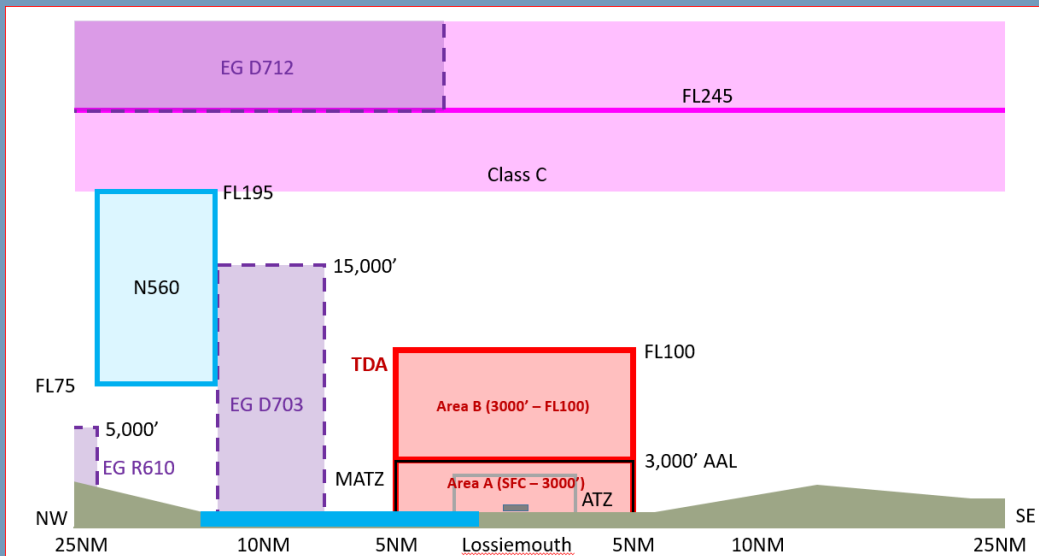 EG D712
FL245
Class C
FL195
N560
15,000’
TDA
FL100
FL75
Area B (3000’ – FL100)
EG D703
5,000’
EG R610
MATZ
3,000’ AAL
Area A (SFC – 3000’)
ATZ
NW
SE
25NM
10NM
5NM
Lossiemouth
5NM
10NM
25NM